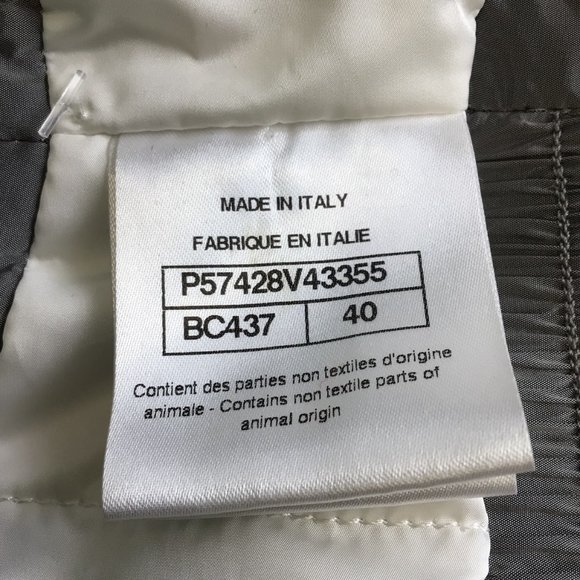 MADE IN ITALY
FABRIQUE EN ITALIE
P57428V43355
BC437 40
Contient des parties non textiles d'origine
animale - Contains non textile parts of
animal origin